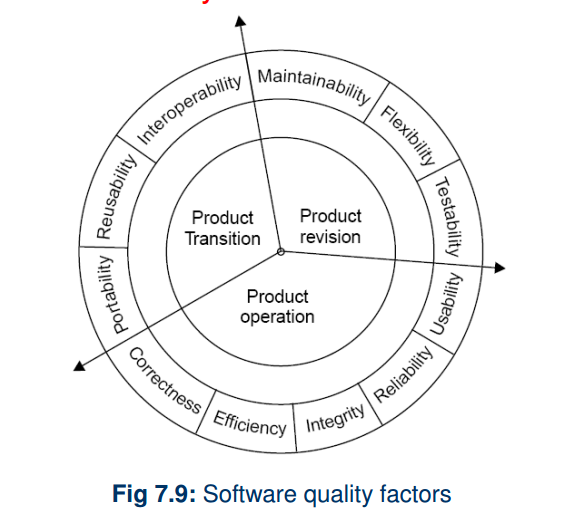 Interoperability
Maintainability
Flexibility
Testability
Usability
Reliability
Integrity
Efficiency
Correctness
Portability
Reusability
Product
Transition
Product
revision
Product
operation
Fig 7.9: Software quality factors